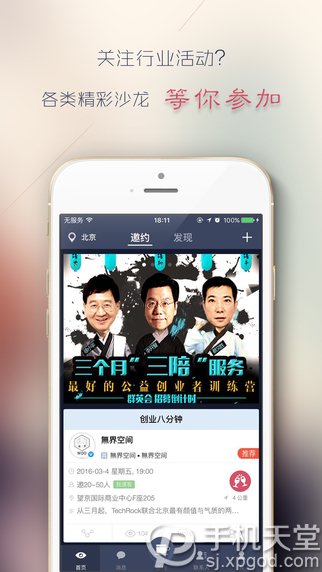 关注行业活动?
各类精彩沙龙 等你参加
无服务 18:11
北京 邀约 发现 +
三个月"三陪"服务
最好的公益创业者训练营
群英会 招募倒计时
创业八分钟
無界空间
無界空间 • 無界空间
推荐
2016-03-4 星期五, 19:00
邀20~50人
望京国际商业中心F座205
4 公里
从三月起，TechRock联合北京最有颜值与气质的两...
首页 消息
手机天堂
sj.xpgod.com